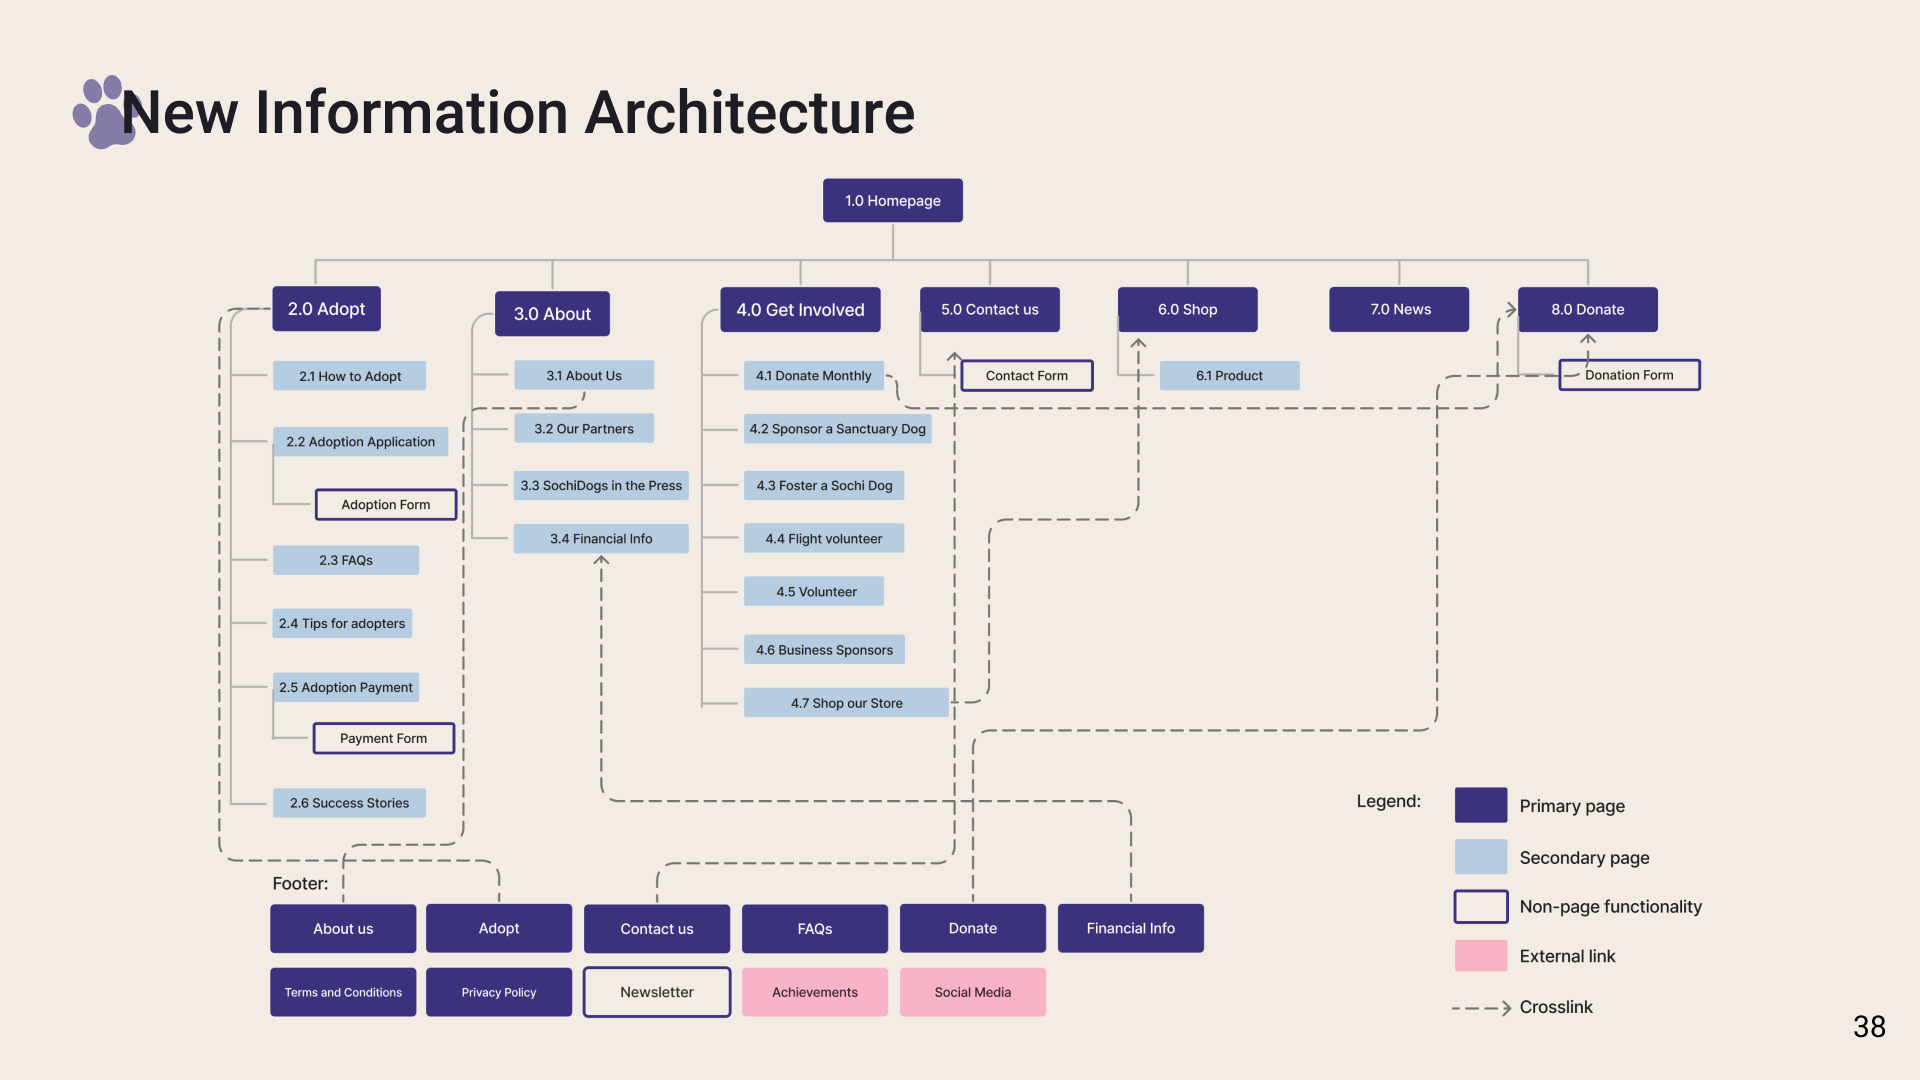 New Information Architecture
1.0 Homepage
2.0 Adopt
2.1 How to Adopt
2.2 Adoption Application
Adoption Form
2.3 FAQs
2.4 Tips for adopters
2.5 Adoption Payment
Payment Form
2.6 Success Stories
3.0 About
3.1 About Us
3.2 Our Partners
3.3 SochiDogs in the Press
3.4 Financial Info
4.0 Get Involved
4.1 Donate Monthly
4.2 Sponsor a Sanctuary Dog
4.3 Foster a Sochi Dog
4.4 Flight volunteer
4.5 Volunteer
4.6 Business Sponsors
4.7 Shop our Store
5.0 Contact us
Contact Form
6.0 Shop
6.1 Product
7.0 News
8.0 Donate
Donation Form
Footer:
About us
Adopt
Contact us
FAQs
Donate
Financial Info
Terms and Conditions
Privacy Policy
Newsletter
Achievements
Social Media
Legend:
Primary page
Secondary page
Non-page functionality
External link
Crosslink
38